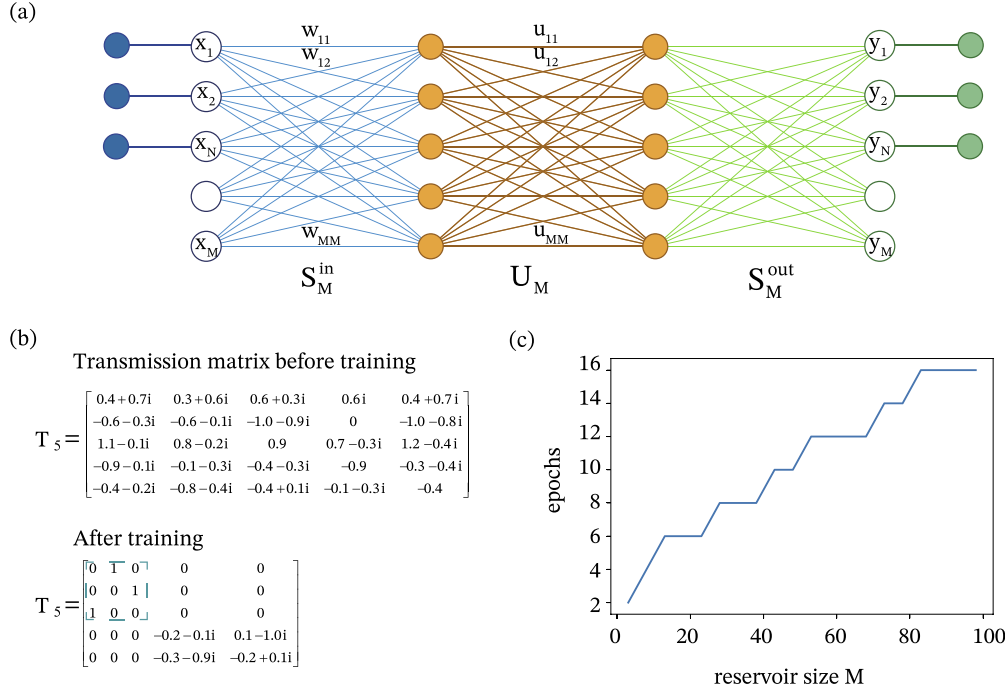 (a)
x1 w11 u11 y1
w12 u12
x2 y2
xN yN
xM wMM uMM yM
S_M^in U_M S_M^out
(b)
Transmission matrix before training
T5=
0.4+0.7i 0.3+0.6i 0.6+0.3i 0.6i 0.4+0.7i
−0.6−0.3i −0.6−0.1i −1.0−0.9i 0 −1.0−0.8i
1.1−0.1i 0.8−0.2i 0.9 0.7−0.3i 1.2−0.4i
−0.9−0.1i −0.1−0.3i −0.4−0.3i −0.9 −0.3−0.4i
−0.4−0.2i −0.8−0.4i −0.4+0.1i −0.1−0.3i −0.4
After training
T5=
0 1 0 0 0
0 0 1 0 0
1 0 0 0 0
0 0 0 −0.2−0.1i 0.1−1.0i
0 0 0 −0.3−0.9i −0.2+0.1i
(c)
16
14
12
10
8
6
4
2
epochs
0 20 40 60 80 100
reservoir size M